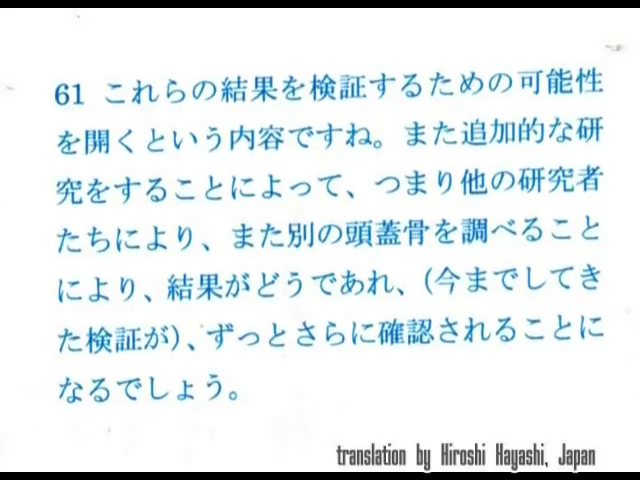 61 これらの結果を検証するための可能性
を開くという内容ですね。また追加的な研
究をすることによって、つまり他の研究者
たちにより、また別の頭蓋骨を調べること
により、結果がどうであれ、（今までしてき
た検証が）、ずっとさらに確認されることに
なるでしょう。
translation by Hiroshi Hayashi, Japan